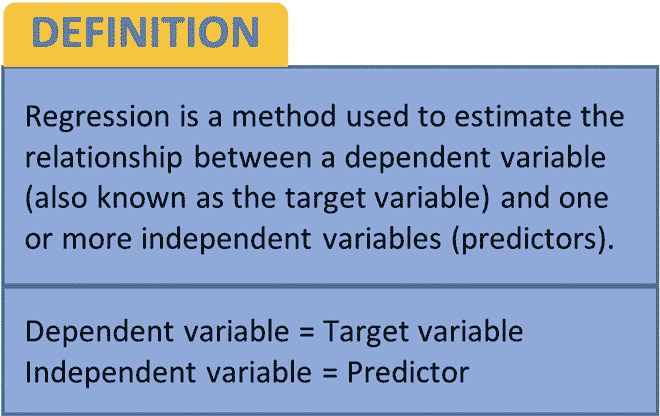 DEFINITION
Regression is a method used to estimate the
relationship between a dependent variable
(also known as the target variable) and one
or more independent variables (predictors).
Dependent variable = Target variable
Independent variable = Predictor